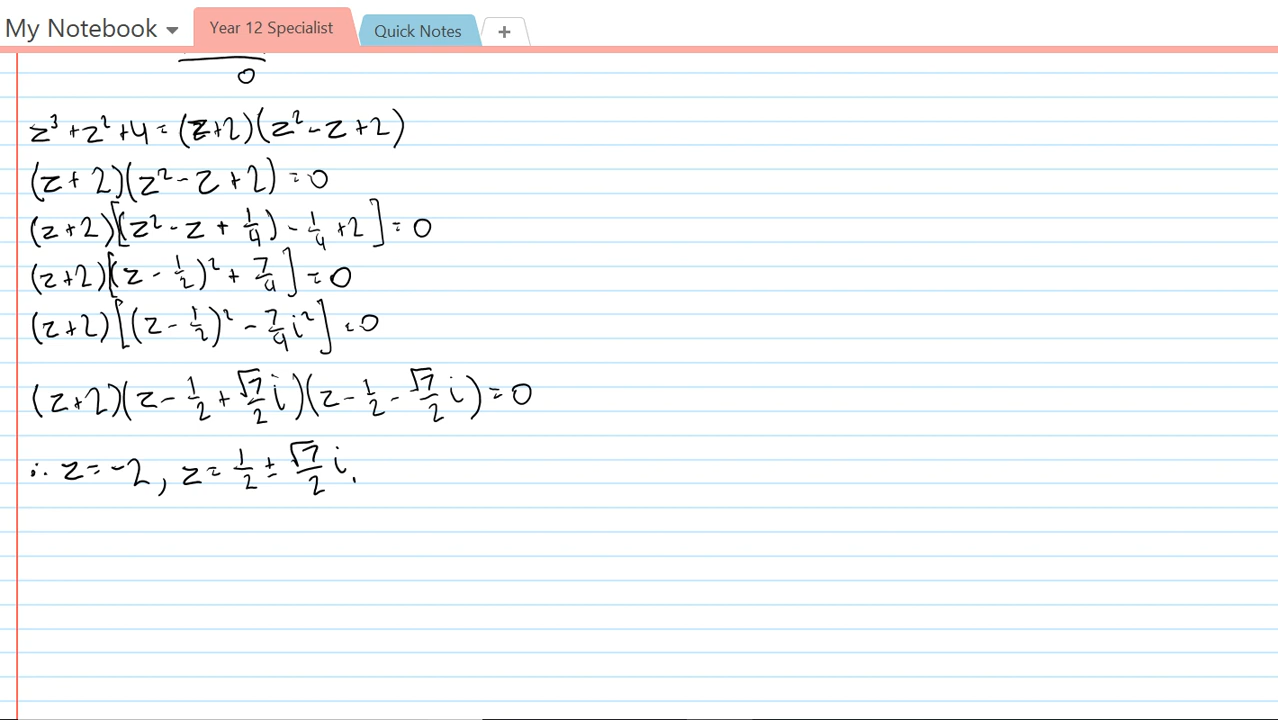 My Notebook
Year 12 Specialist
Quick Notes
+
0
z³ + z² + 4 = (z+2)(z² - z + 2)
(z + 2)(z² - z + 2) = 0
(z+2)[(z² - z + 1/4) - 1/4 + 2] = 0
(z+2)[(z - 1/2)² + 7/4] = 0
(z+2)[(z - 1/2)² - 7/4 i²] = 0
(z+2)(z - 1/2 + √7/2 i)(z - 1/2 - √7/2 i) = 0
∴ z = -2, z = 1/2 ± √7/2 i.